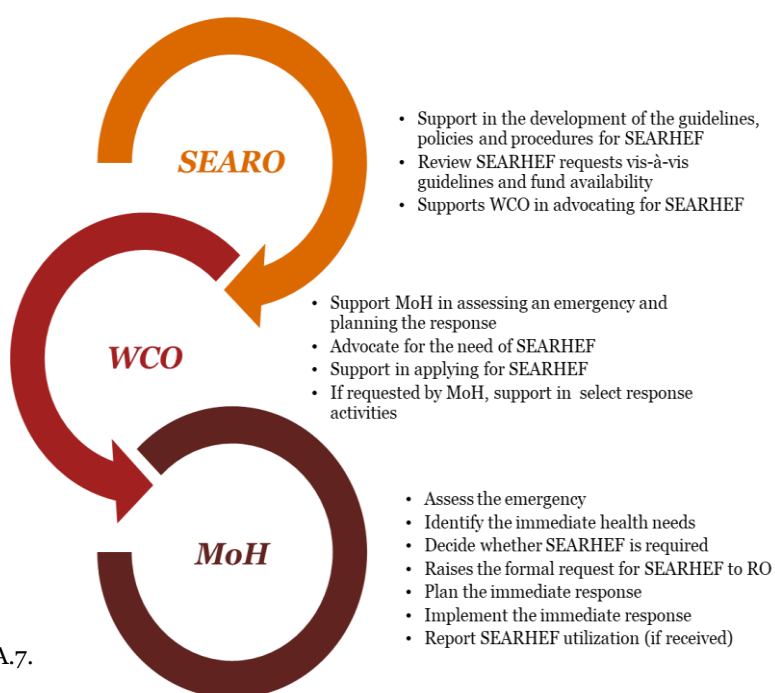 SEARO
• Support in the development of the guidelines,
policies and procedures for SEARHEF
• Review SEARHEF requests vis-à-vis
guidelines and fund availability
• Supports WCO in advocating for SEARHEF
WCO
• Support MoH in assessing an emergency and
planning the response
• Advocate for the need of SEARHEF
• Support in applying for SEARHEF
• If requested by MoH, support in select response
activities
MoH
• Assess the emergency
• Identify the immediate health needs
• Decide whether SEARHEF is required
• Raises the formal request for SEARHEF to RO
• Plan the immediate response
• Implement the immediate response
• Report SEARHEF utilization (if received)
A.7.